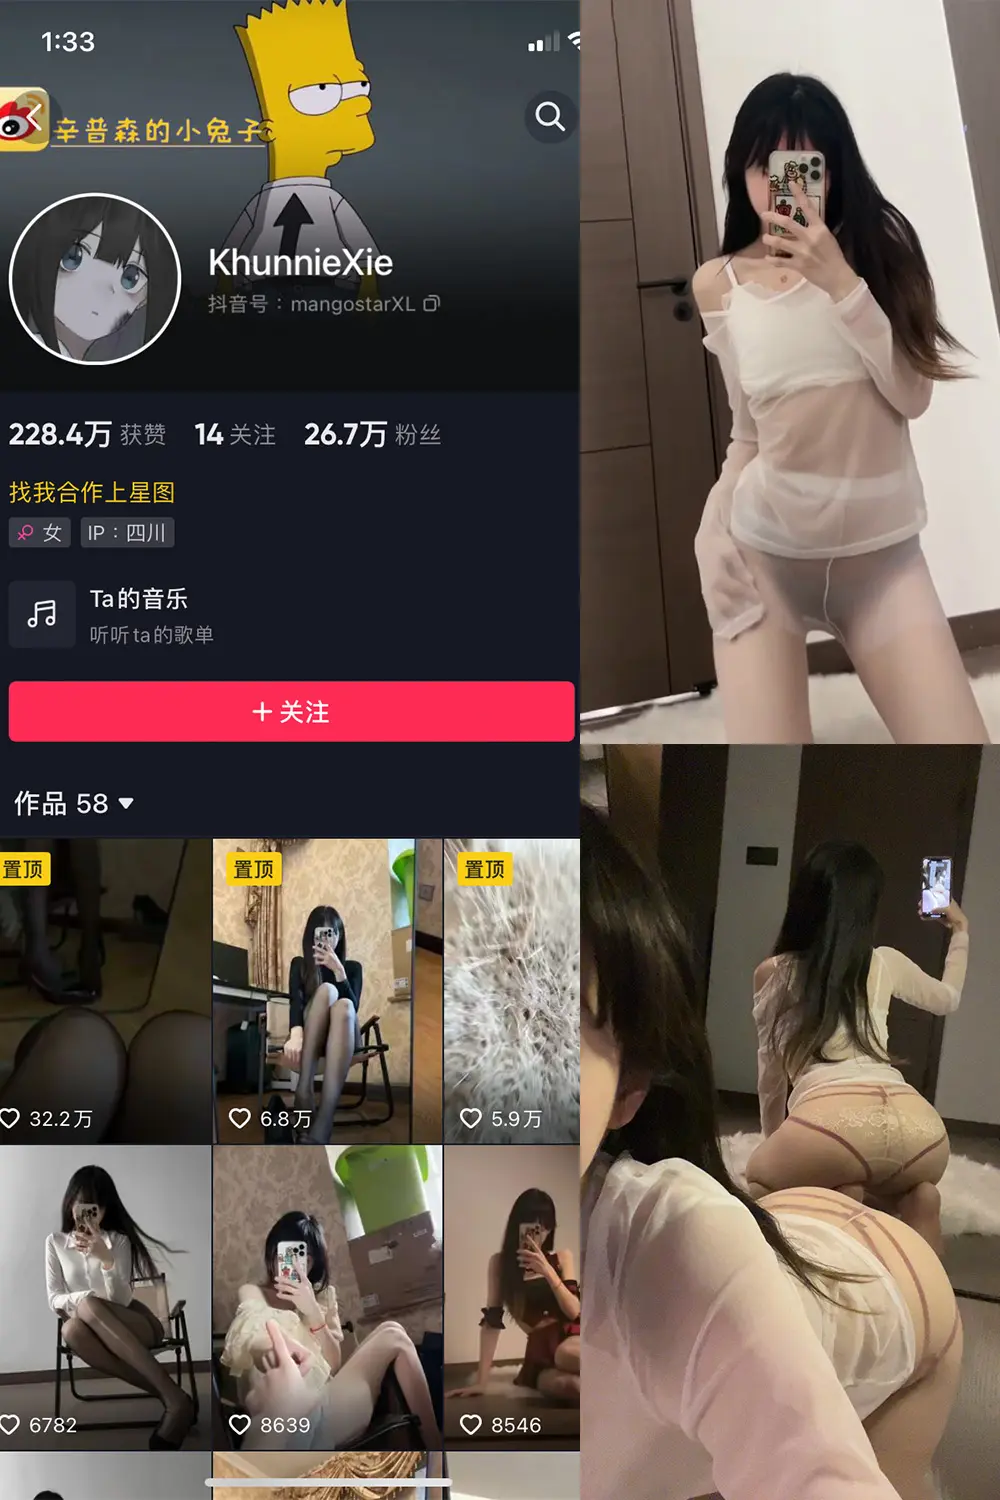 1:33
辛普森的小兔子
KhunnieXie
抖音号：mangostarXL
228.4万 获赞 14 关注 26.7万 粉丝
找我合作上星图
女 IP：四川
Ta的音乐
听听ta的歌单
+ 关注
作品 58
置顶 置顶 置顶
32.2万 6.8万 5.9万
6782 8639 8546